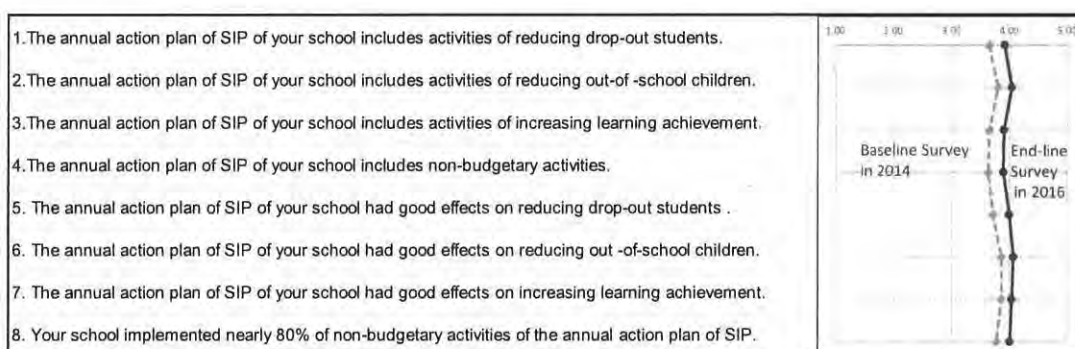 1.The annual action plan of SIP of your school includes activities of reducing drop-out students.
2.The annual action plan of SIP of your school includes activities of reducing out-of -school children.
3.The annual action plan of SIP of your school includes activities of increasing learning achievement.
4.The annual action plan of SIP of your school includes non-budgetary activities.
5. The annual action plan of SIP of your school had good effects on reducing drop-out students .
6. The annual action plan of SIP of your school had good effects on reducing out -of-school children.
7. The annual action plan of SIP of your school had good effects on increasing learning achievement.
8. Your school implemented nearly 80% of non-budgetary activities of the annual action plan of SIP.
1.00 4.00 5.00
Baseline Survey
in 2014
End-line
Survey
in 2016